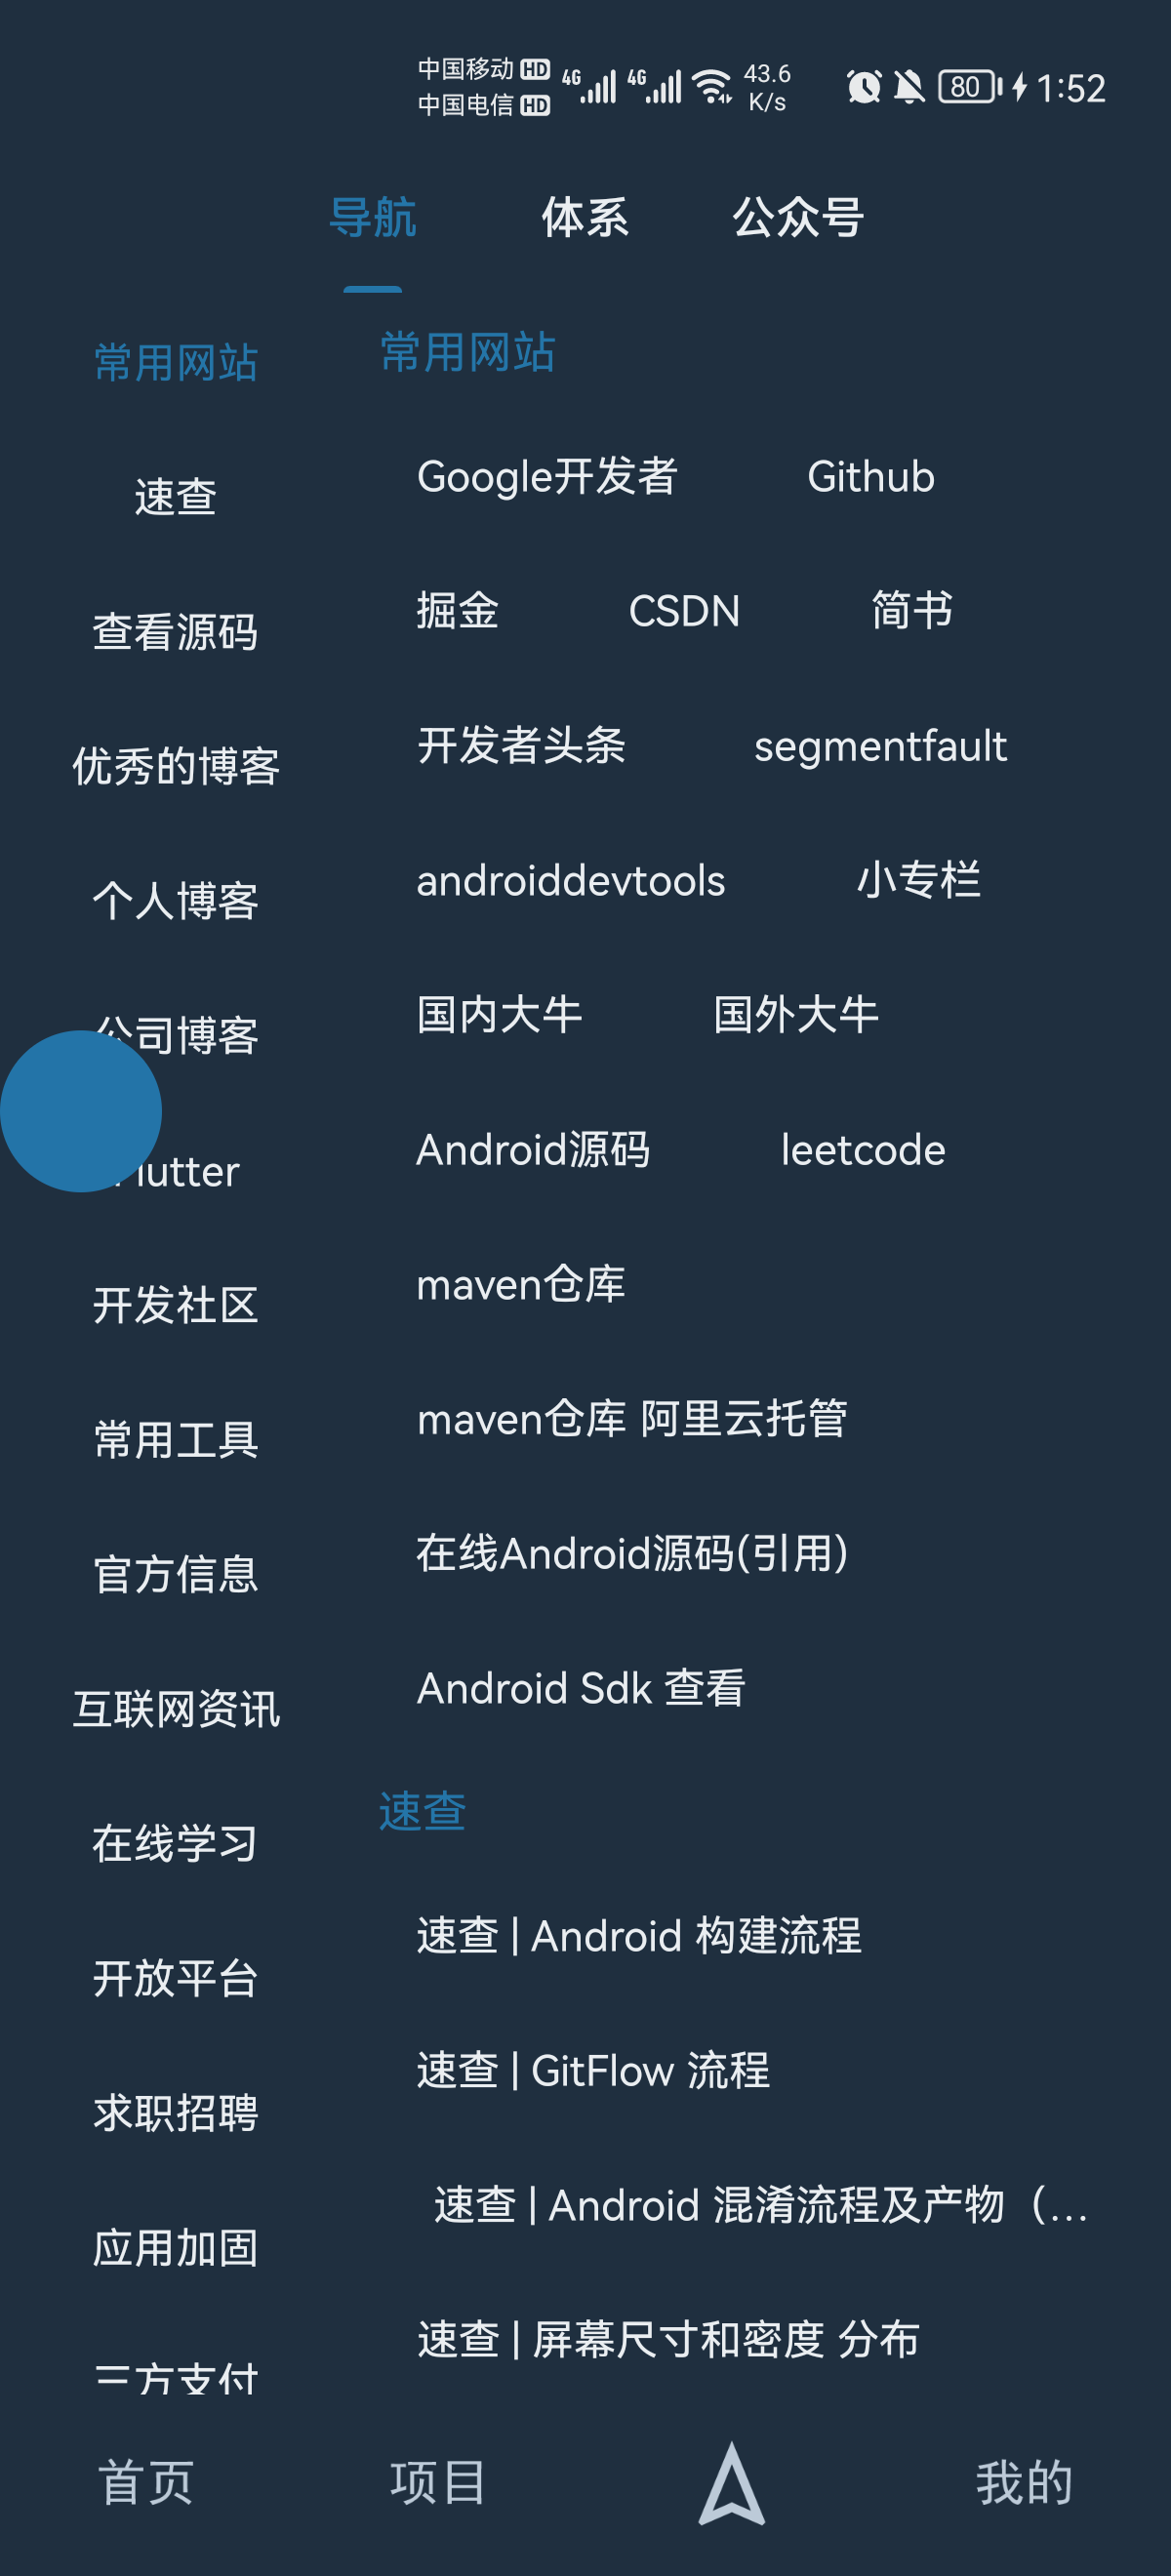 中国移动 HD 4G 4G 43.6 K/s 80 1:52
中国电信 HD
导航 体系 公众号
常用网站
速查
查看源码
优秀的博客
个人博客
公司博客
lutter
开发社区
常用工具
官方信息
互联网资讯
在线学习
开放平台
求职招聘
应用加固
三方支付
常用网站
Google开发者 Github
掘金 CSDN 简书
开发者头条 segmentfault
androiddevtools 小专栏
国内大牛 国外大牛
Android源码 leetcode
maven仓库
maven仓库 阿里云托管
在线Android源码(引用)
Android Sdk 查看
速查
速查 | Android 构建流程
速查 | GitFlow 流程
速查 | Android 混淆流程及产物（...
速查 | 屏幕尺寸和密度 分布
首页 项目 我的